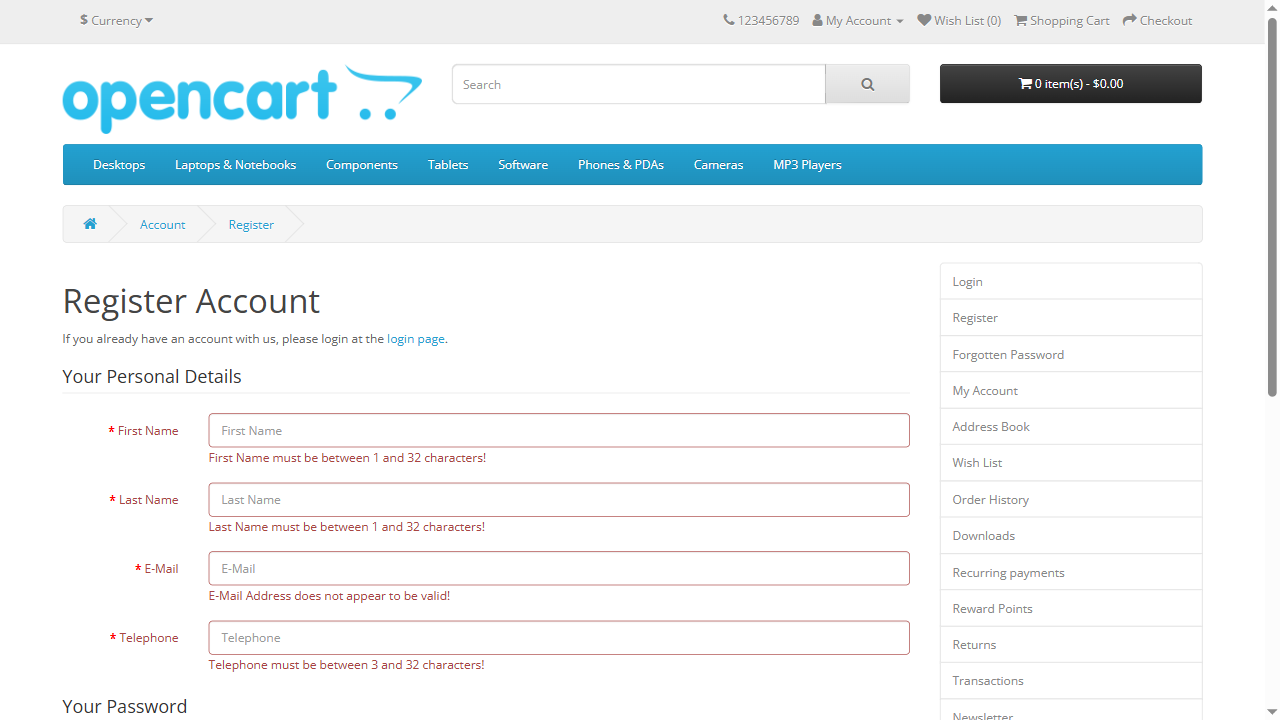 $ Currency
123456789
My Account
Wish List (0)
Shopping Cart
Checkout
opencart
Search
0 item(s) - $0.00
Desktops
Laptops & Notebooks
Components
Tablets
Software
Phones & PDAs
Cameras
MP3 Players
Account
Register
Register Account
If you already have an account with us, please login at the login page.
Your Personal Details
* First Name
First Name
First Name must be between 1 and 32 characters!
* Last Name
Last Name
Last Name must be between 1 and 32 characters!
* E-Mail
E-Mail
E-Mail Address does not appear to be valid!
* Telephone
Telephone
Telephone must be between 3 and 32 characters!
Your Password
Login
Register
Forgotten Password
My Account
Address Book
Wish List
Order History
Downloads
Recurring payments
Reward Points
Returns
Transactions
Newsletter